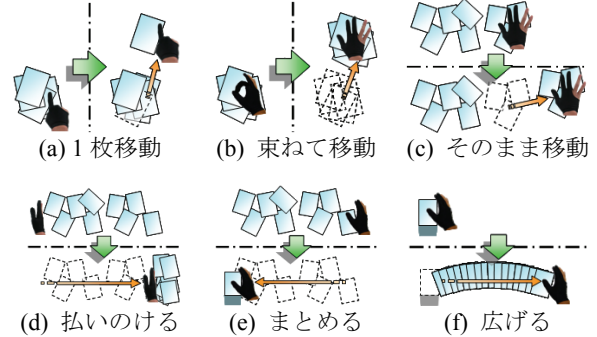 (a) 1 枚移動
(b) 束ねて移動
(c) そのまま移動
(d) 払いのける
(e) まとめる
(f) 広げる